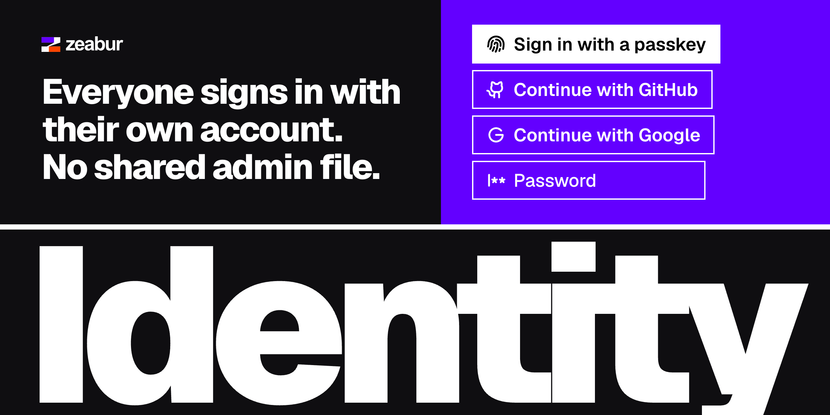 zeabur
Everyone signs in with
their own account.
No shared admin file.
Sign in with a passkey
Continue with GitHub
Continue with Google
Password
Identity